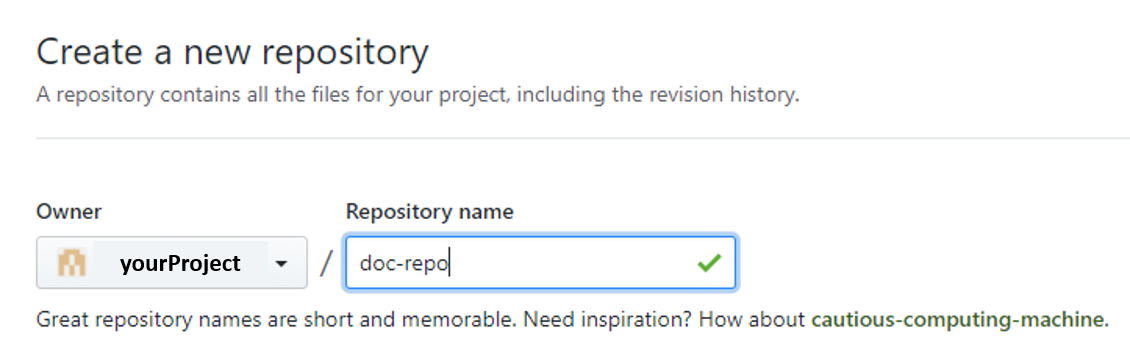 Create a new repository
A repository contains all the files for your project, including the revision history.
Owner Repository name
yourProject / doc-repo
Great repository names are short and memorable. Need inspiration? How about cautious-computing-machine.